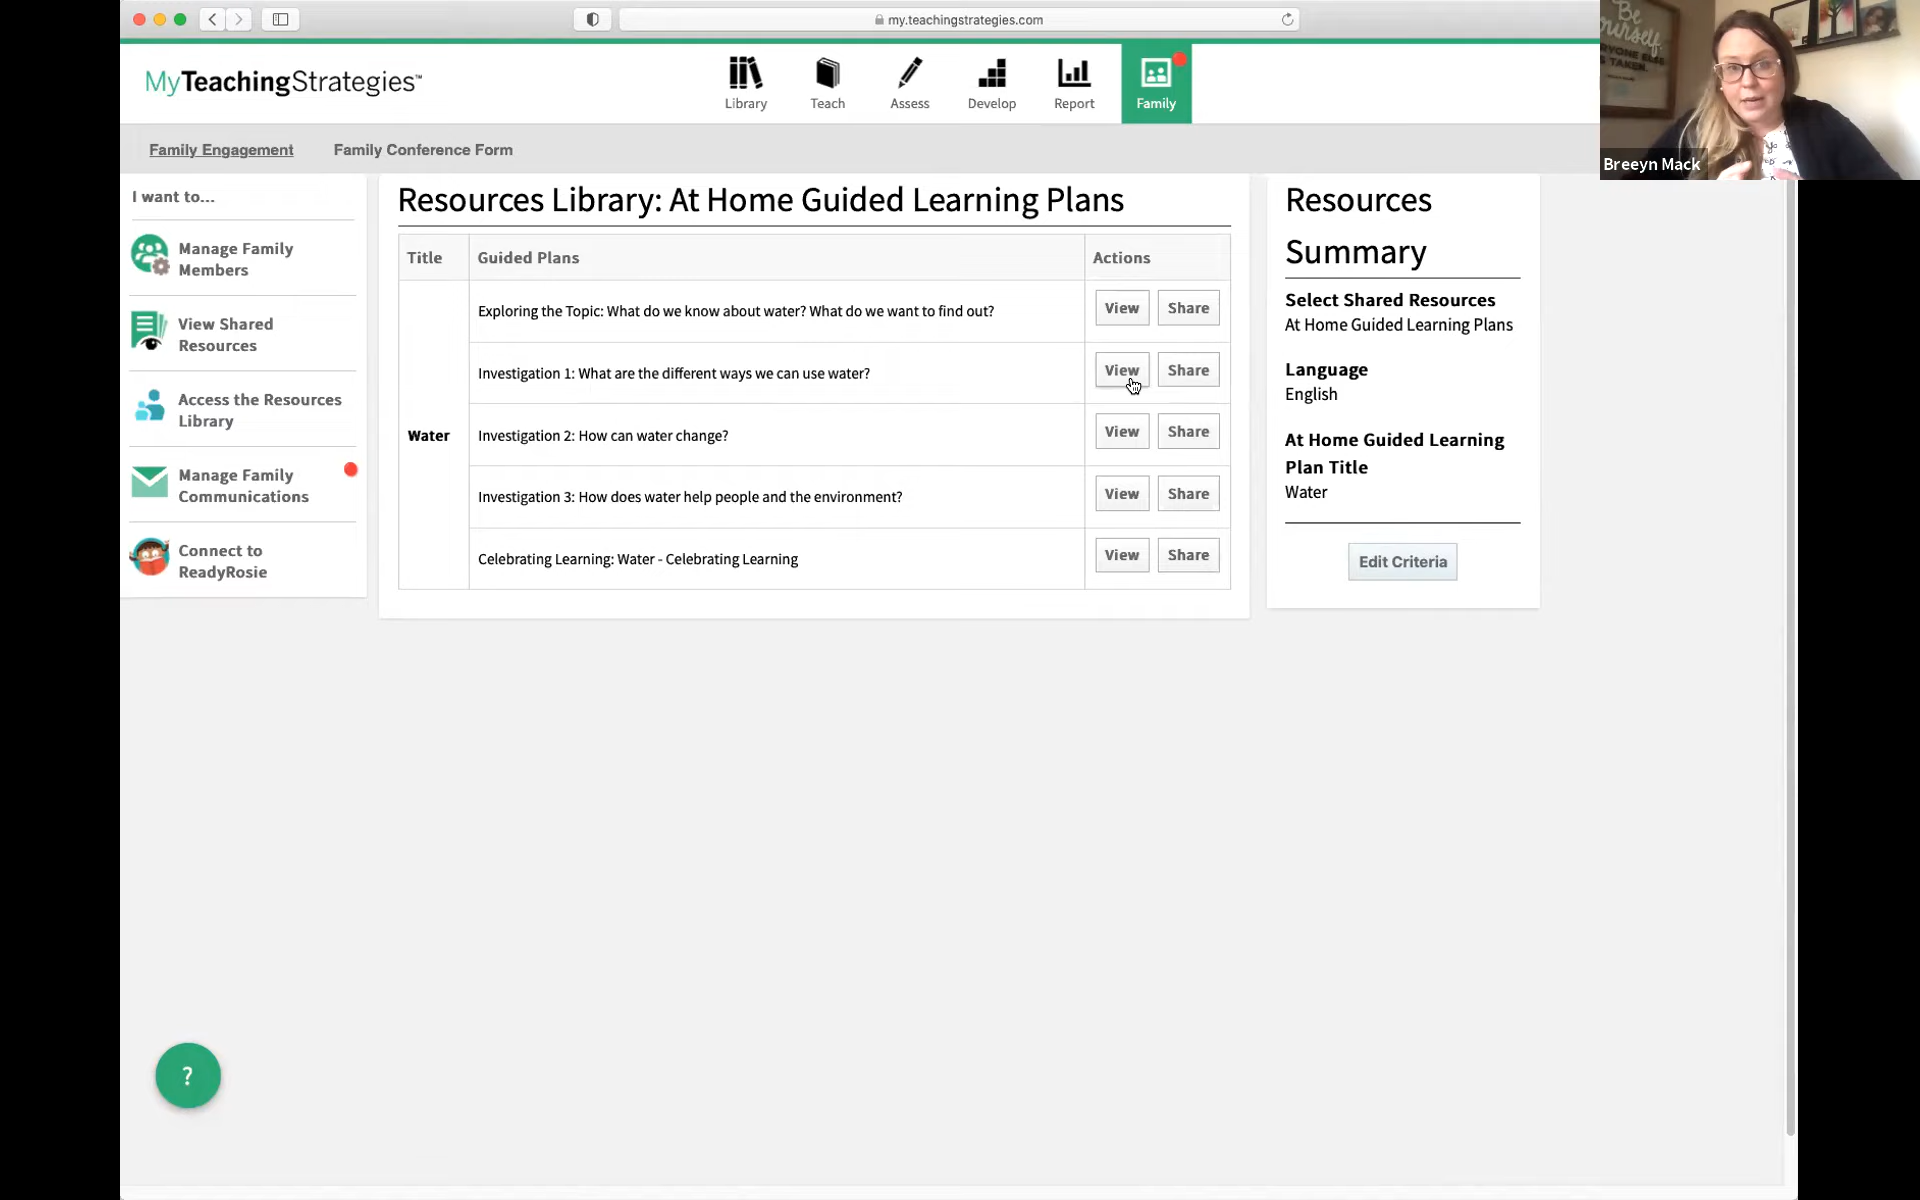 my.teachingstrategies.com
MyTeachingStrategies™
Library
Teach
Assess
Develop
Report
Family
Be
yourself.
Breeyn Mack
Family Engagement
Family Conference Form
I want to...
Manage Family
Members
View Shared
Resources
Access the Resources
Library
Manage Family
Communications
Connect to
ReadyRosie
Resources Library: At Home Guided Learning Plans
Title
Guided Plans
Actions
Water
Exploring the Topic: What do we know about water? What do we want to find out?
View
Share
Investigation 1: What are the different ways we can use water?
View
Share
Investigation 2: How can water change?
View
Share
Investigation 3: How does water help people and the environment?
View
Share
Celebrating Learning: Water - Celebrating Learning
View
Share
Resources
Summary
Select Shared Resources
At Home Guided Learning Plans
Language
English
At Home Guided Learning
Plan Title
Water
Edit Criteria
?